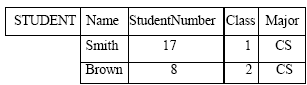 STUDENT Name StudentNumber Class Major
Smith 17 1 CS
Brown 8 2 CS